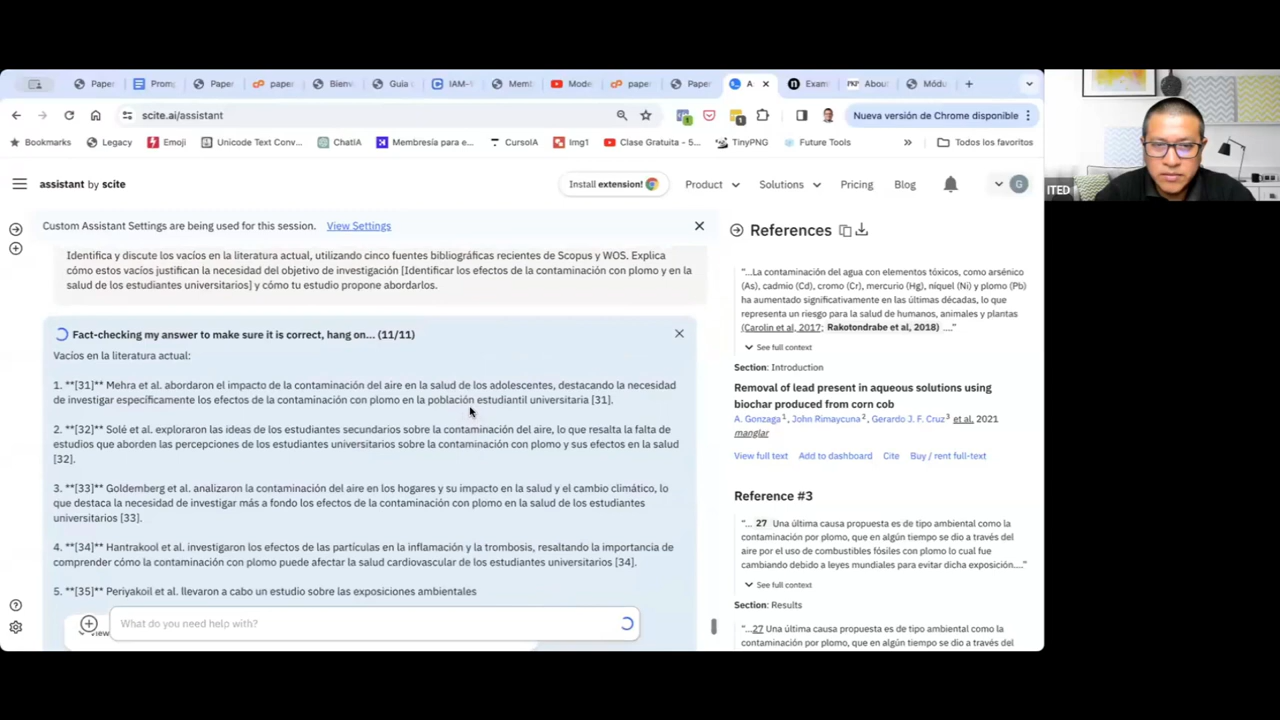 Paper
Prom
Paper
paper
Bienv
Guía
IAM-
Memb
Mode
paper
Paper
A
Exam
PKP
Abou
Módu
scite.ai/assistant
Nueva versión de Chrome disponible
Bookmarks
Legacy
Emoji
Unicode Text Conv...
ChatIA
Membresía para e...
CursoIA
Img1
Clase Gratuita - 5...
TinyPNG
Future Tools
»
Todos los favoritos
assistant by scite
Install extension!
Product
Solutions
Pricing
Blog
G
ITED
Custom Assistant Settings are being used for this session. View Settings
Identifica y discute los vacíos en la literatura actual, utilizando cinco fuentes bibliográficas recientes de Scopus y WOS. Explica
cómo estos vacíos justifican la necesidad del objetivo de investigación [Identificar los efectos de la contaminación con plomo y en la
salud de los estudiantes universitarios] y cómo tu estudio propone abordarlos.
Fact-checking my answer to make sure it is correct, hang on... (11/11)
Vacíos en la literatura actual:
1. **[31]** Mehra et al. abordaron el impacto de la contaminación del aire en la salud de los adolescentes, destacando la necesidad
de investigar específicamente los efectos de la contaminación con plomo en la población estudiantil universitaria [31].
2. **[32]** Solé et al. exploraron las ideas de los estudiantes secundarios sobre la contaminación del aire, lo que resalta la falta de
estudios que aborden las percepciones de los estudiantes universitarios sobre la contaminación con plomo y sus efectos en la salud
[32].
3. **[33]** Goldemberg et al. analizaron la contaminación del aire en los hogares y su impacto en la salud y el cambio climático, lo
que destaca la necesidad de investigar más a fondo los efectos de la contaminación con plomo en la salud de los estudiantes
universitarios [33].
4. **[34]** Hantrakool et al. investigaron los efectos de las partículas en la inflamación y la trombosis, resaltando la importancia de
comprender cómo la contaminación con plomo puede afectar la salud cardiovascular de los estudiantes universitarios [34].
5. **[35]** Periyakoil et al. llevaron a cabo un estudio sobre las exposiciones ambientales
What do you need help with?
References
"...La contaminación del agua con elementos tóxicos, como arsénico
(As), cadmio (Cd), cromo (Cr), mercurio (Hg), níquel (Ni) y plomo (Pb)
ha aumentado significativamente en las últimas décadas, lo que
representa un riesgo para la salud de humanos, animales y plantas
(Carolin et al, 2017; Rakotondrabe et al, 2018) ...."
See full context
Section: Introduction
Removal of lead present in aqueous solutions using
biochar produced from corn cob
A. Gonzaga1, John Rimaycuna2, Gerardo J. F. Cruz3 et al. 2021
manglar
View full text
Add to dashboard
Cite
Buy / rent full-text
Reference #3
"... 27 Una última causa propuesta es de tipo ambiental como la
contaminación por plomo, que en algún tiempo se dio a través del
aire por el uso de combustibles fósiles con plomo lo cual fue
cambiando debido a leyes mundiales para evitar dicha exposición...."
See full context
Section: Results
"...27 Una última causa propuesta es de tipo ambiental como la
contaminación por plomo, que en algún tiempo se dio a través del